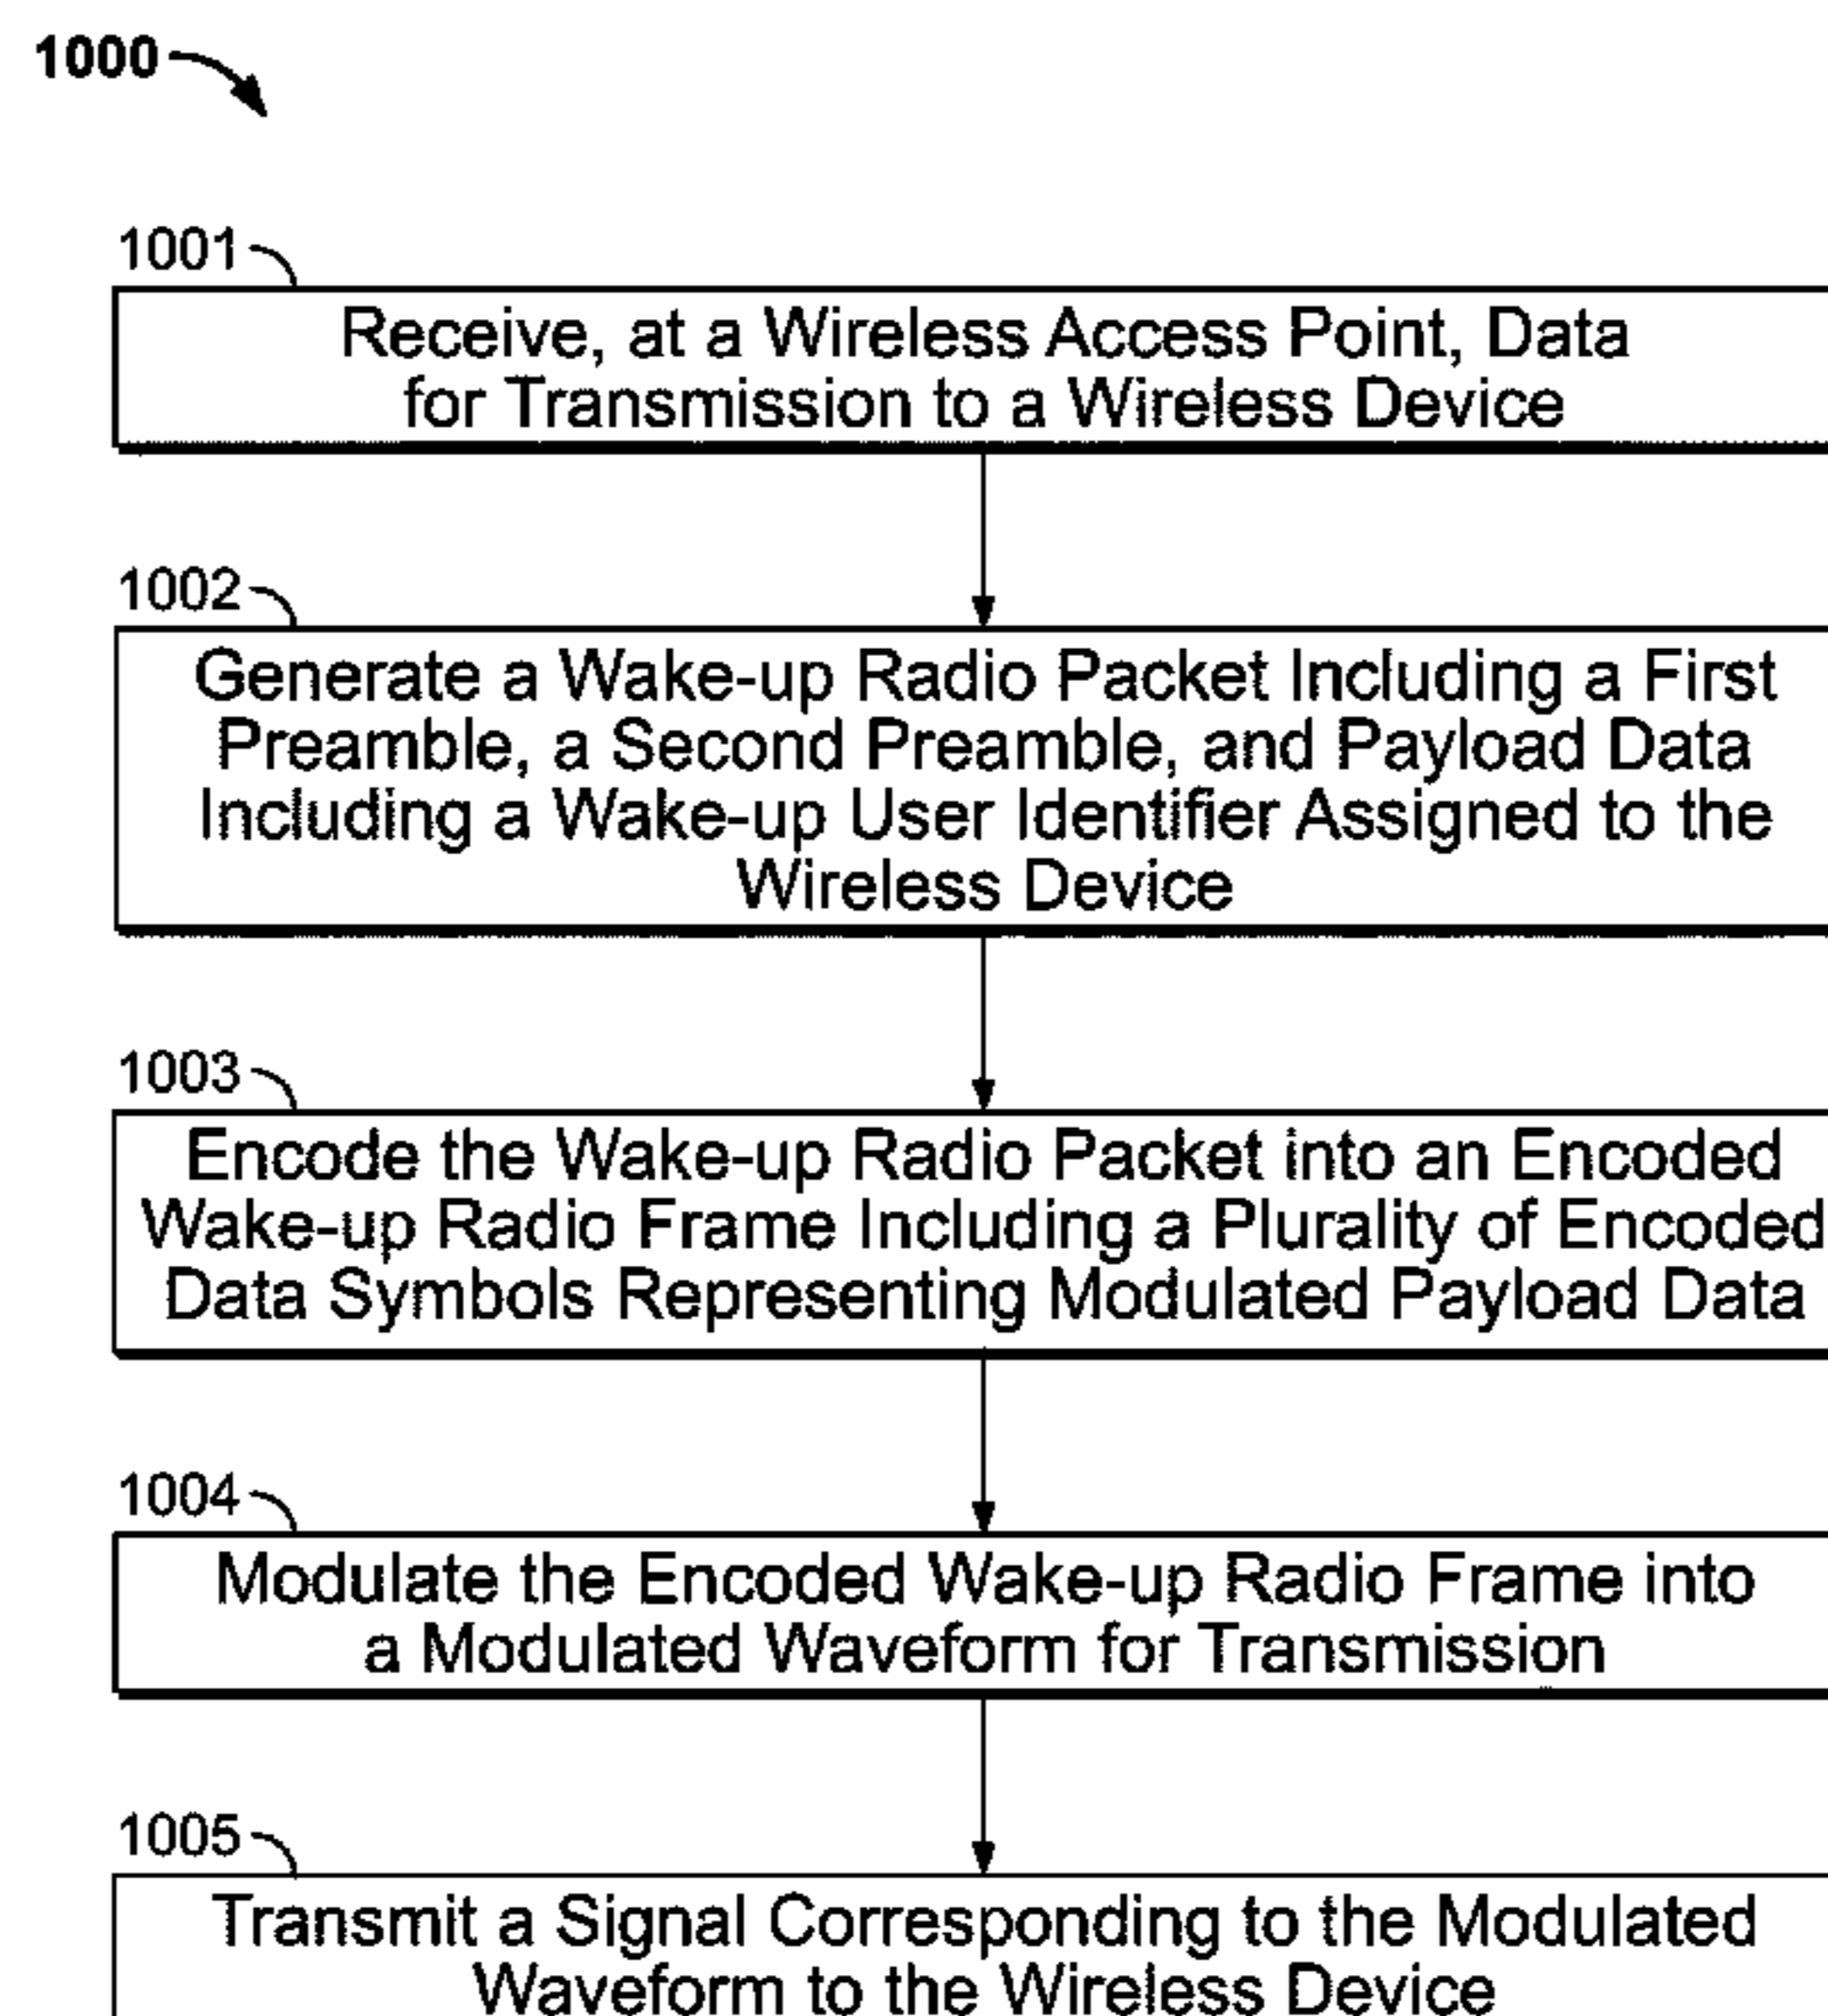 1000
1001
Receive, at a Wireless Access Point, Data
for Transmission to a Wireless Device
1002
Generate a Wake-up Radio Packet Including a First
Preamble, a Second Preamble, and Payload Data
Including a Wake-up User Identifier Assigned to the
Wireless Device
1003
Encode the Wake-up Radio Packet into an Encoded
Wake-up Radio Frame Including a Plurality of Encoded
Data Symbols Representing Modulated Payload Data
1004
Modulate the Encoded Wake-up Radio Frame into
a Modulated Waveform for Transmission
1005
Transmit a Signal Corresponding to the Modulated
Waveform to the Wireless Device